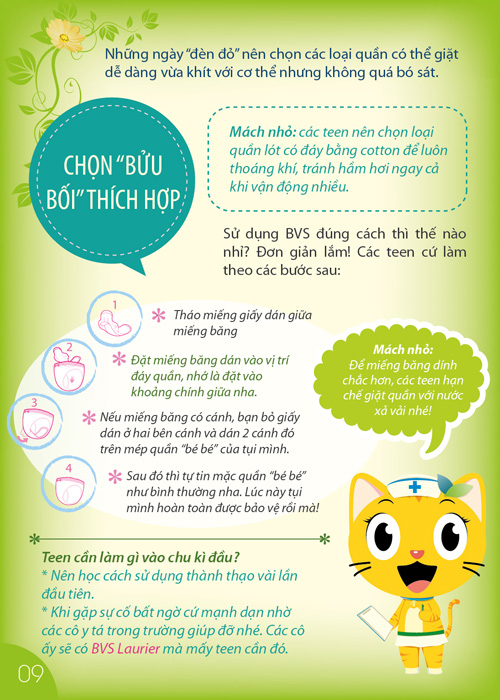 Những ngày “đèn đỏ” nên chọn các loại quần có thể giặt
dễ dàng vừa khít với cơ thể nhưng không quá bó sát.
CHỌN “BỬU
BỐI” THÍCH HỢP
Mách nhỏ: các teen nên chọn loại
quần lót có đáy bằng cotton để luôn
thoáng khí, tránh hầm hơi ngay cả
khi vận động nhiều.
Sử dụng BVS đúng cách thì thế nào
nhỉ? Đơn giản lắm! Các teen cứ làm
theo các bước sau:
1
* Tháo miếng giấy dán giữa
miếng băng
2
* Đặt miếng băng dán vào vị trí
đáy quần, nhớ là đặt vào
khoảng chính giữa nha.
3
* Nếu miếng băng có cánh, bạn bỏ giấy
dán ở hai bên cánh và dán 2 cánh đó
trên mép quần “bé bé” của tụi mình.
4
* Sau đó thì tự tin mặc quần “bé bé”
như bình thường nha. Lúc này tụi
mình hoàn toàn được bảo vệ rồi mà!
Mách nhỏ:
Để miếng băng dính
chắc hơn, các teen hạn
chế giặt quần với nước
xả vải nhé!
Teen cần làm gì vào chu kì đầu?
* Nên học cách sử dụng thành thạo vài lần
đầu tiên.
* Khi gặp sự cố bất ngờ cứ mạnh dạn nhờ
các cô y tá trong trường giúp đỡ nhé. Các cô
ấy sẽ có BVS Laurier mà mấy teen cần đó.
09